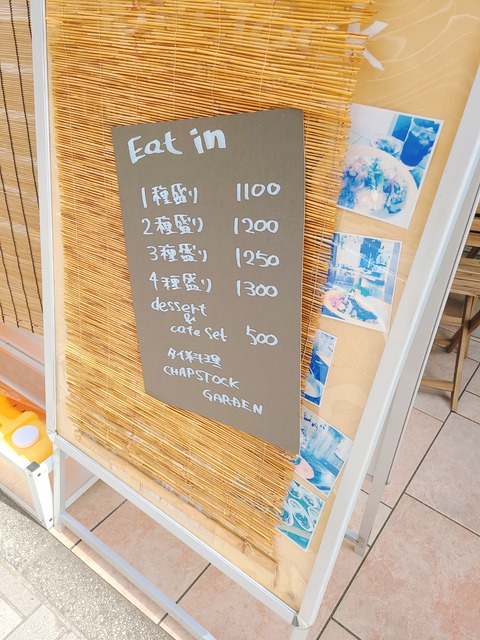 Eat in
1種盛り 1100
2種盛り 1200
3種盛り 1250
4種盛り 1300
dessert
&
cafe set 500
タイ料理
CHAPSTOCK
GARDEN